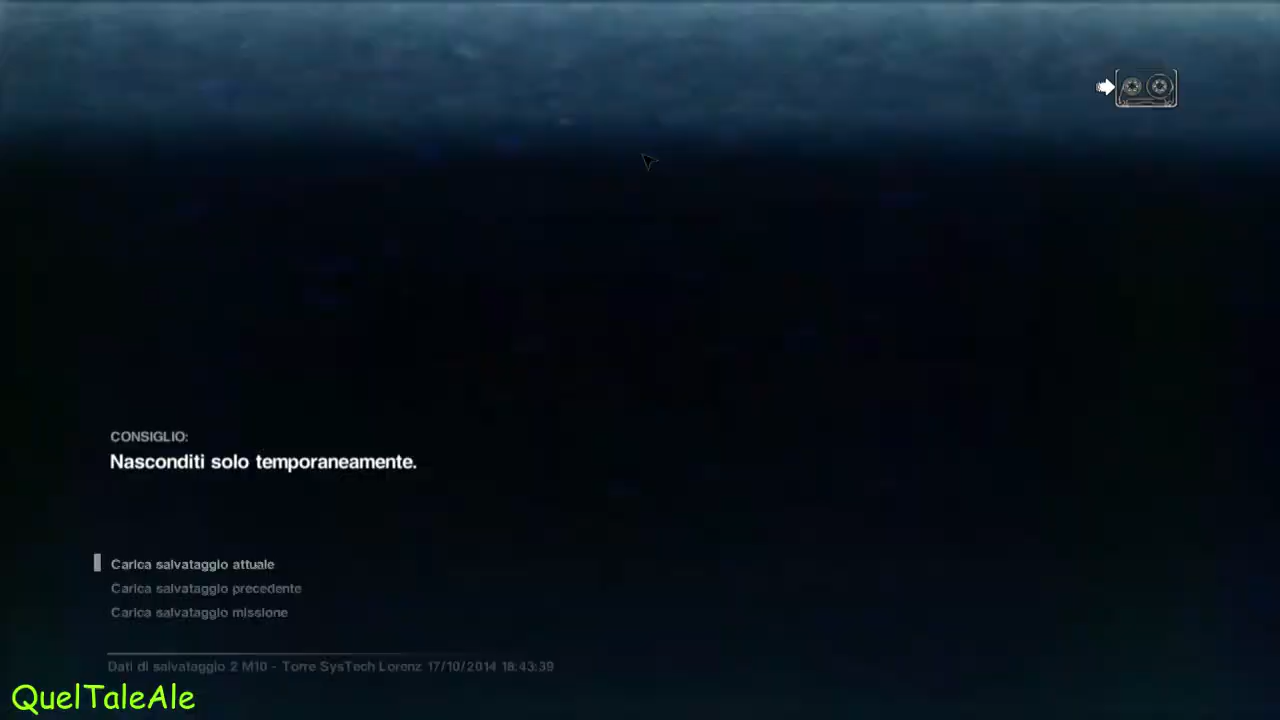 CONSIGLIO:
Nasconditi solo temporaneamente.
Carica salvataggio attuale
Carica salvataggio precedente
Carica salvataggio missione
Dati di salvataggio 2 M10 - Torre SysTech Lorenz 17/10/2014 18:43:39
QuelTaleAle